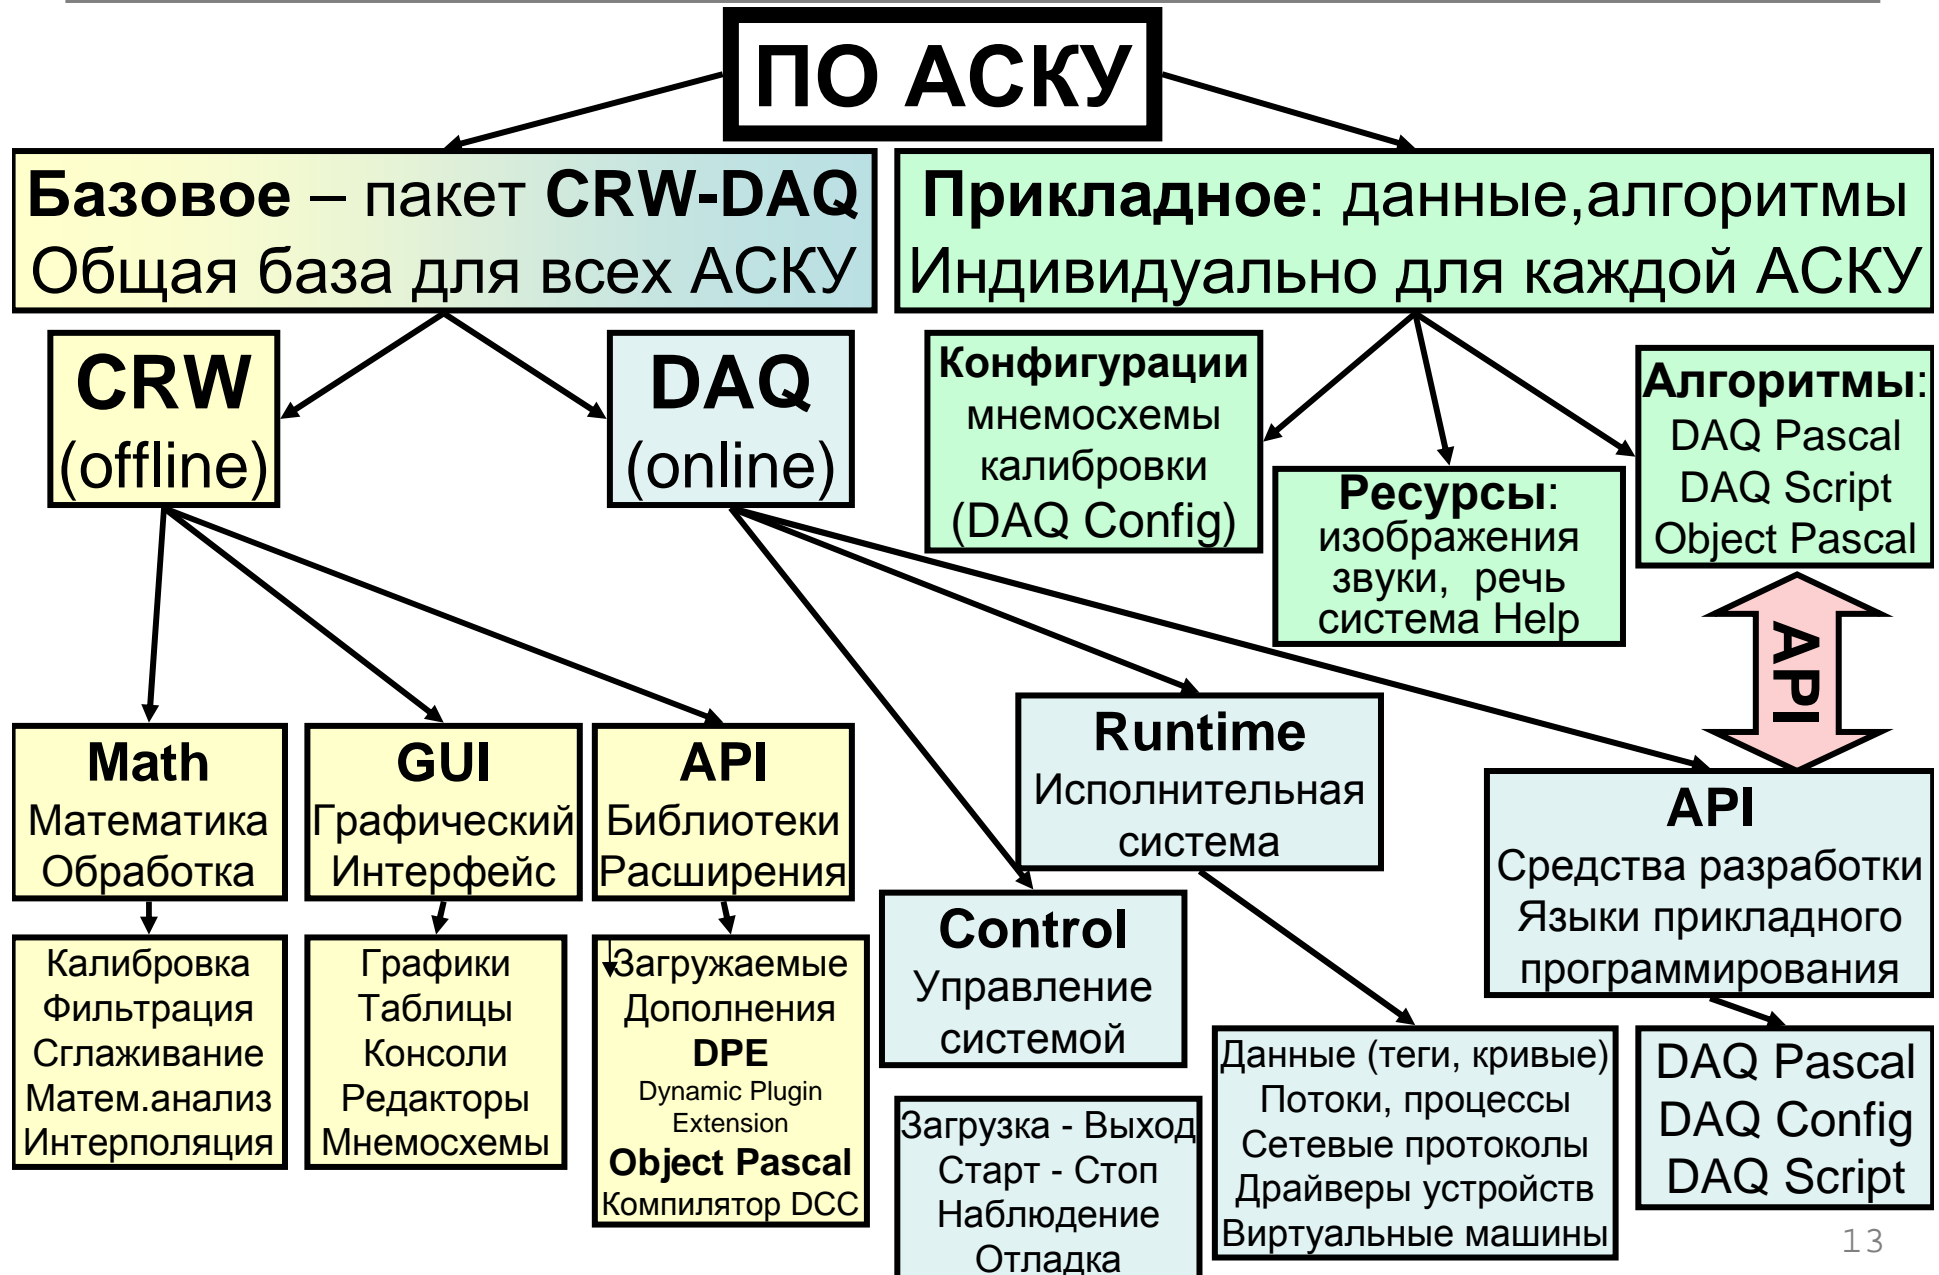 ПО АСКУ
Базовое – пакет CRW-DAQ
Общая база для всех АСКУ
Прикладное: данные,алгоритмы
Индивидуально для каждой АСКУ
CRW
(offline)
DAQ
(online)
Конфигурации
мнемосхемы
калибровки
(DAQ Config)
Ресурсы:
изображения
звуки, речь
система Help
Алгоритмы:
DAQ Pascal
DAQ Script
Object Pascal
API
Math
Математика
Обработка
GUI
Графический
Интерфейс
API
Библиотеки
Расширения
Runtime
Исполнительная
система
Control
Управление
системой
API
Средства разработки
Языки прикладного
программирования
Калибровка
Фильтрация
Сглаживание
Матем.анализ
Интерполяция
Графики
Таблицы
Консоли
Редакторы
Мнемосхемы
Загружаемые
Дополнения
DPE
Dynamic Plugin
Extension
Object Pascal
Компилятор DCC
Загрузка - Выход
Старт - Стоп
Наблюдение
Отладка
Данные (теги, кривые)
Потоки, процессы
Сетевые протоколы
Драйверы устройств
Виртуальные машины
DAQ Pascal
DAQ Config
DAQ Script
13